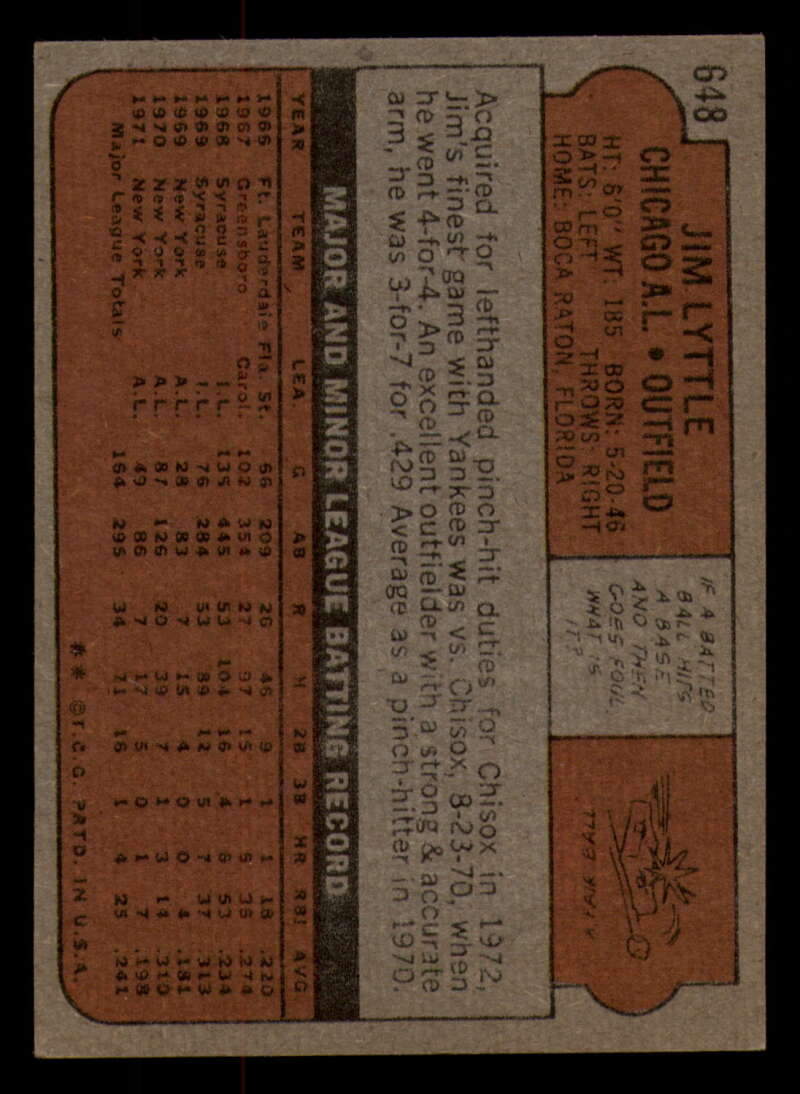 648
JIM LYTTLE
CHICAGO A.L. • OUTFIELD
HT: 6'0" WT: 185 BORN: 5-20-46
BATS: LEFT THROWS: RIGHT
HOME: BOCA RATON, FLORIDA
IF A BATTED
BALL HITS
A BASE
AND THEN
GOES FOUL,
WHAT IS
IT?
A FAIR BALL
Acquired for lefthanded pinch-hit duties for Chisox in 1972,
Jim's finest game with Yankees was vs. Chisox, 8-23-70, when
he went 4-for-4. An excellent outfielder with a strong & accurate
arm, he was 3-for-7 for .429 Average as a pinch-hitter in 1970.
MAJOR AND MINOR LEAGUE BATTING RECORD
YEAR TEAM LEA. G AB R H 2B 3B HR RBI AVG
1966 Ft. Lauderdale Fla. St. 66 209 26 46 9 1 1 18 .220
1967 Greensboro Carol. 102 354 27 97 15 1 5 35 .274
1968 Syracuse I.L. 135 445 53 104 16 4 6 53 .234
1969 Syracuse I.L. 76 284 53 89 12 5 7 37 .313
1969 New York A.L. 28 83 7 15 4 0 0 4 .181
1970 New York A.L. 87 126 20 39 7 1 3 14 .310
1971 New York A.L. 49 86 7 17 5 0 1 7 .198
Major League Totals 164 295 34 71 16 1 4 25 .241
** © T.C.G. PRTD. IN U.S.A.